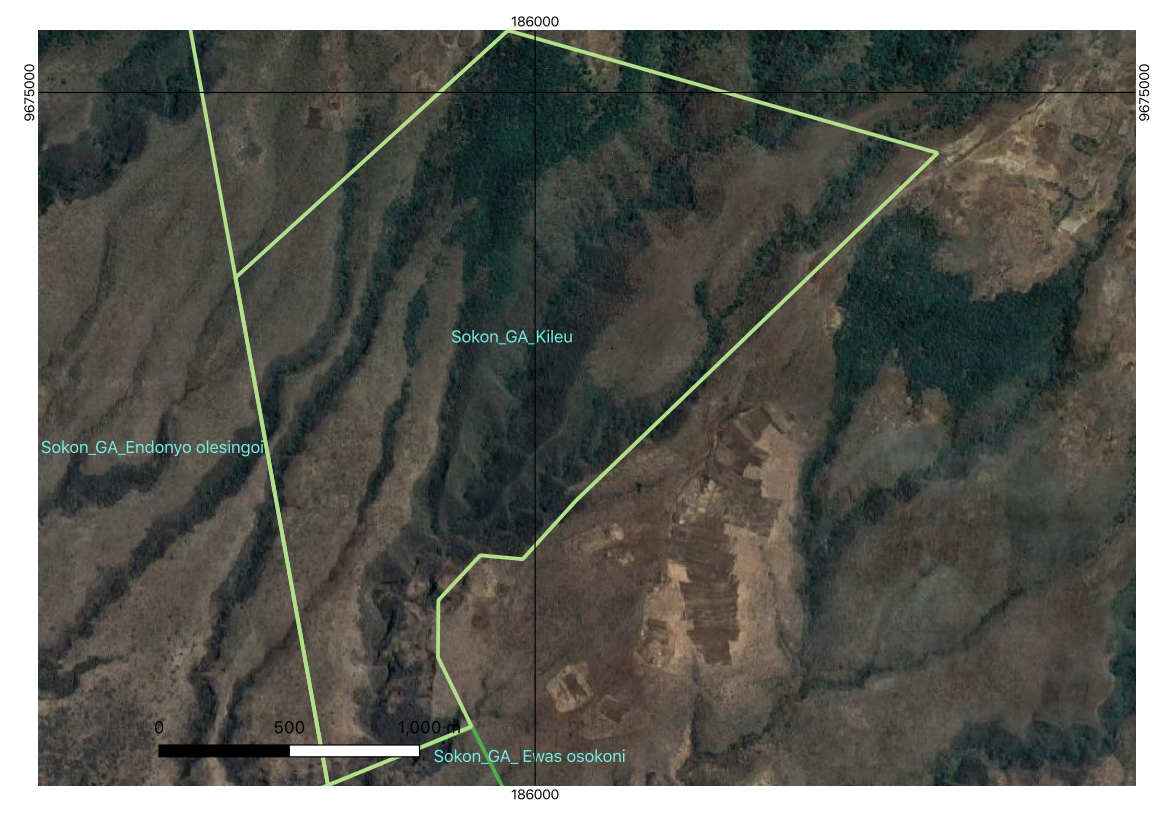 186000
9675000
9675000
Sokon_GA_Kileu
Sokon_GA_Endonyo olesingoi
0 500 1,000 m
Sokon_GA_ Ewas osokoni
186000